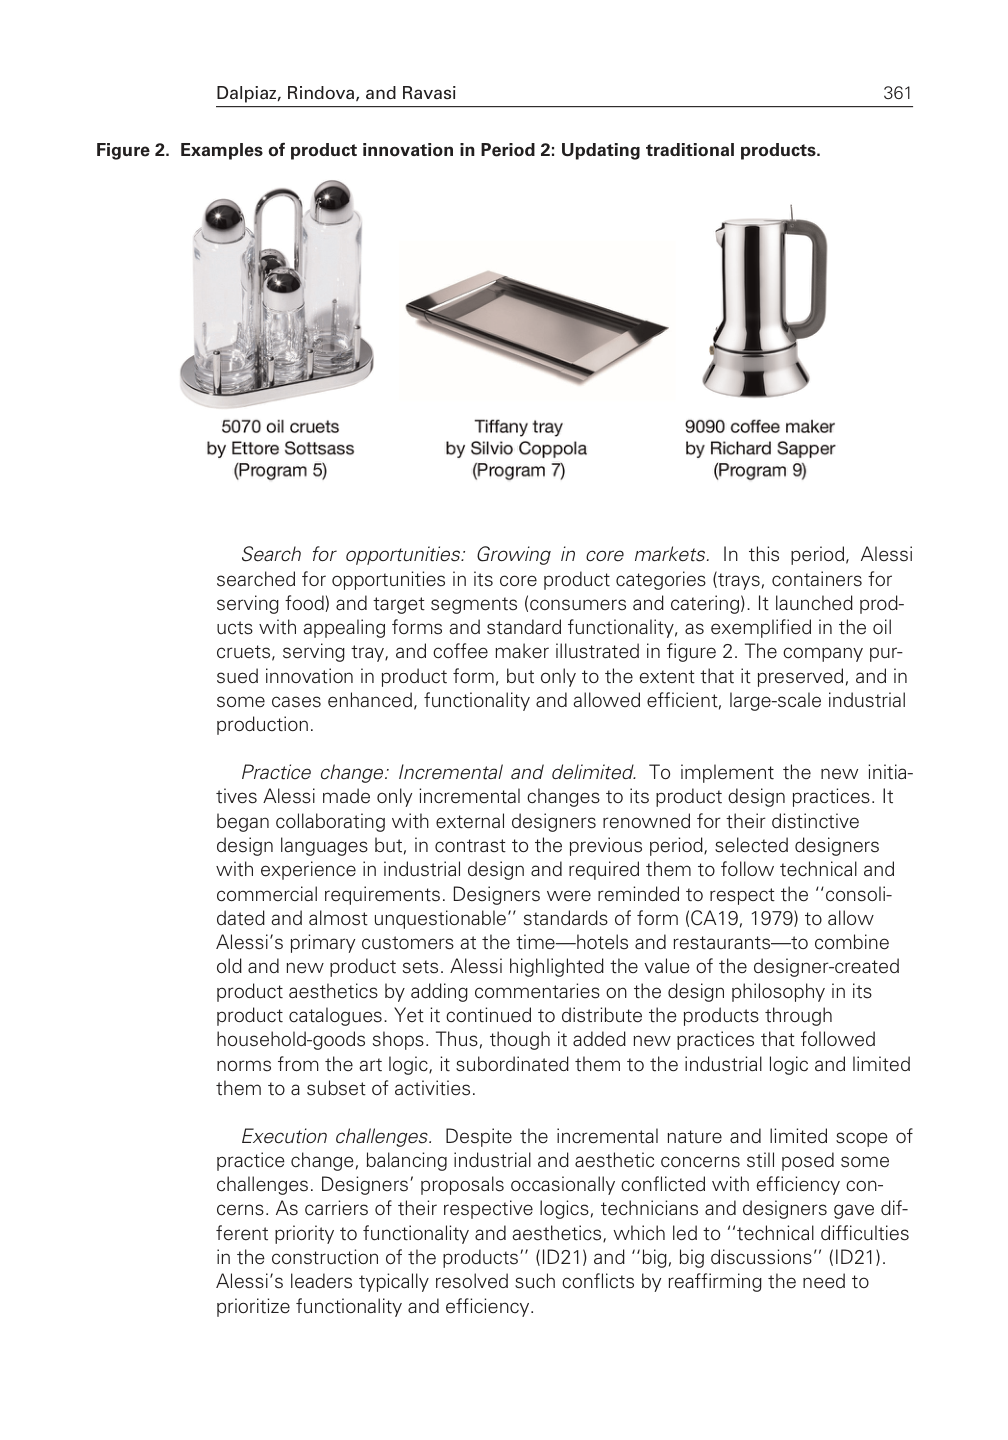 Dalpiaz, Rindova, and Ravasi 361
Figure 2. Examples of product innovation in Period 2: Updating traditional products.
5070 oil cruets
by Ettore Sottsass
(Program 5)
Tiffany tray
by Silvio Coppola
(Program 7)
9090 coffee maker
by Richard Sapper
(Program 9)
Search for opportunities: Growing in core markets. In this period, Alessi
searched for opportunities in its core product categories (trays, containers for
serving food) and target segments (consumers and catering). It launched prod-
ucts with appealing forms and standard functionality, as exemplified in the oil
cruets, serving tray, and coffee maker illustrated in figure 2. The company pur-
sued innovation in product form, but only to the extent that it preserved, and in
some cases enhanced, functionality and allowed efficient, large-scale industrial
production.
Practice change: Incremental and delimited. To implement the new initia-
tives Alessi made only incremental changes to its product design practices. It
began collaborating with external designers renowned for their distinctive
design languages but, in contrast to the previous period, selected designers
with experience in industrial design and required them to follow technical and
commercial requirements. Designers were reminded to respect the ‘‘consoli-
dated and almost unquestionable’’ standards of form (CA19, 1979) to allow
Alessi’s primary customers at the time—hotels and restaurants—to combine
old and new product sets. Alessi highlighted the value of the designer-created
product aesthetics by adding commentaries on the design philosophy in its
product catalogues. Yet it continued to distribute the products through
household-goods shops. Thus, though it added new practices that followed
norms from the art logic, it subordinated them to the industrial logic and limited
them to a subset of activities.
Execution challenges. Despite the incremental nature and limited scope of
practice change, balancing industrial and aesthetic concerns still posed some
challenges. Designers’ proposals occasionally conflicted with efficiency con-
cerns. As carriers of their respective logics, technicians and designers gave dif-
ferent priority to functionality and aesthetics, which led to ‘‘technical difficulties
in the construction of the products’’ (ID21) and ‘‘big, big discussions’’ (ID21).
Alessi’s leaders typically resolved such conflicts by reaffirming the need to
prioritize functionality and efficiency.